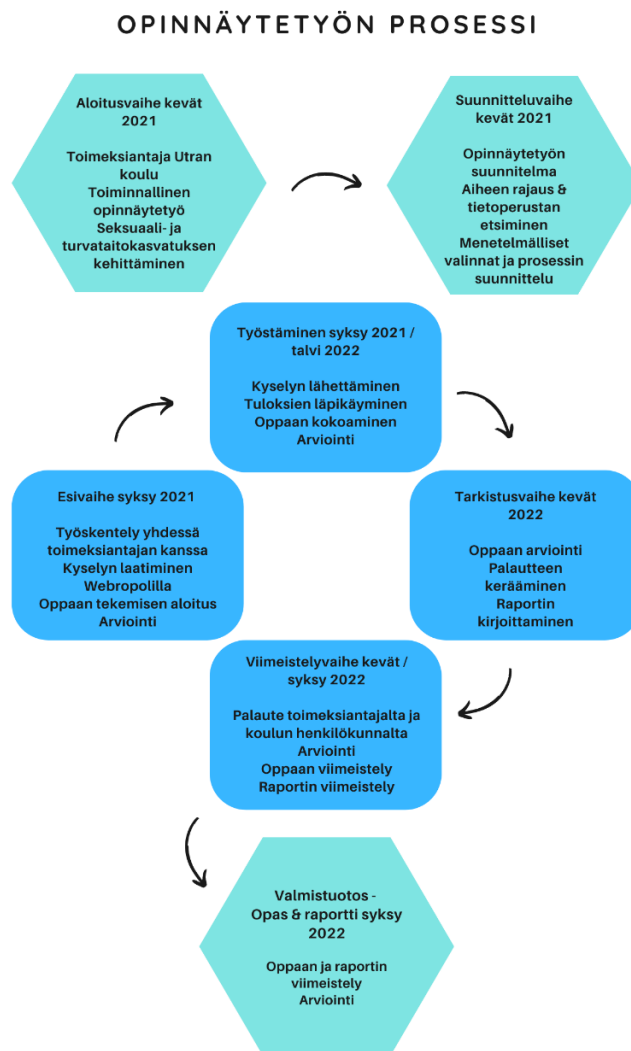 OPINNÄYTETYÖN PROSESSI
Aloitusvaihe kevät
2021
Toimeksiantaja Utran
koulu
Toiminnallinen
opinnäytetyö
Seksuaali- ja
turvataitokasvatuksen
kehittäminen
Suunnitteluvaihe
kevät 2021
Opinnäytetyön
suunnitelma
Aiheen rajaus &
tietoperustan
etsiminen
Menetelmälliset
valinnat ja prosessin
suunnittelu
Työstäminen syksy 2021 /
talvi 2022
Kyselyn lähettäminen
Tuloksien läpikäyminen
Oppaan kokoaminen
Arviointi
Esivaihe syksy 2021
Työskentely yhdessä
toimeksiantajan kanssa
Kyselyn laatiminen
Webropolilla
Oppaan tekemisen aloitus
Arviointi
Tarkistusvaihe kevät
2022
Oppaan arviointi
Palautteen
kerääminen
Raportin
kirjoittaminen
Viimeistelyvaihe kevät /
syksy 2022
Palaute toimeksiantajalta ja
koulun henkilökunnalta
Arviointi
Oppaan viimeistely
Raportin viimeistely
Valmistuotos -
Opas & raportti syksy
2022
Oppaan ja raportin
viimeistely
Arviointi